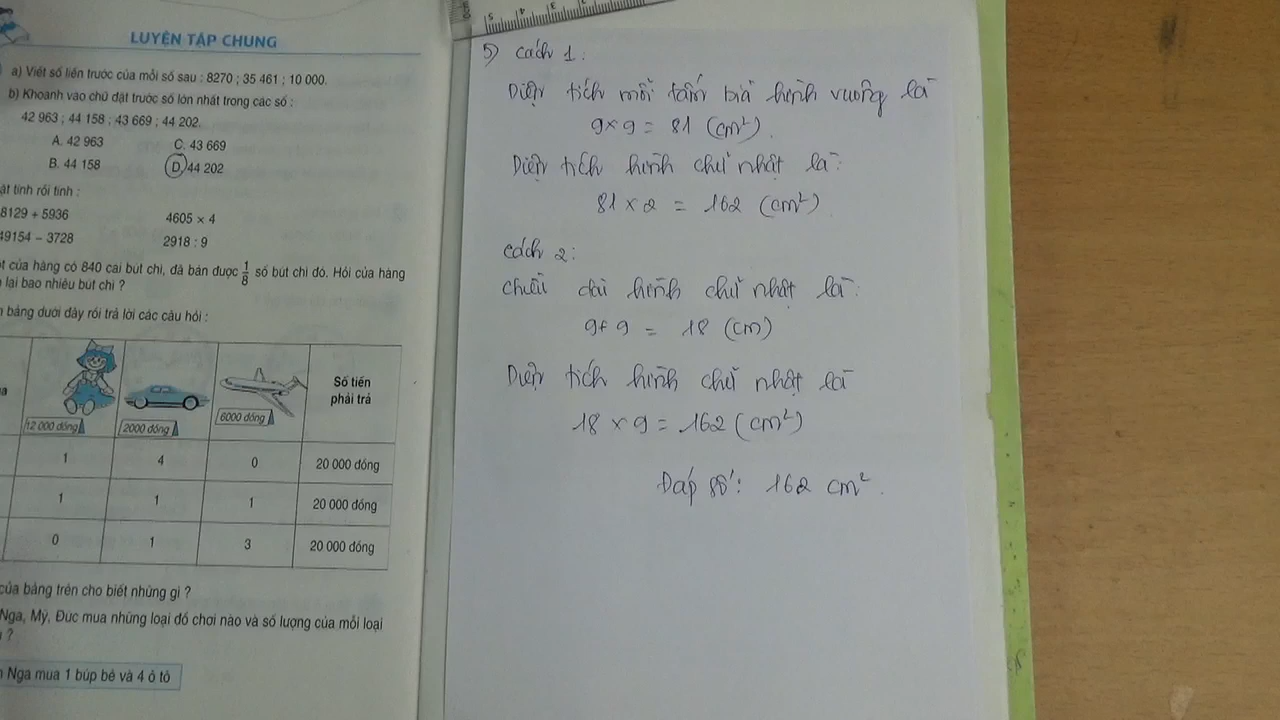 LUYỆN TẬP CHUNG
a) Viết số liền trước của mỗi số sau : 8270 ; 35 461 ; 10 000.
b) Khoanh vào chữ đặt trước số lớn nhất trong các số :
42 963 ; 44 158 ; 43 669 ; 44 202.
A. 42 963 C. 43 669
B. 44 158 D. 44 202
tính rồi tính :
8129 + 5936 4605 × 4
49154 – 3728 2918 : 9
cửa hàng có 840 cái bút chì, đã bán được 1/8 số bút chì đó. Hỏi cửa hàng
lại bao nhiêu bút chì ?
bảng dưới đây rồi trả lời các câu hỏi :
Số tiền
phải trả
12 000 đồng 2000 đồng 6000 đồng
1 4 0 20 000 đồng
1 1 1 20 000 đồng
0 1 3 20 000 đồng
của bảng trên cho biết những gì ?
Nga, Mỹ, Đức mua những loại đồ chơi nào và số lượng của mỗi loại
?
Nga mua 1 búp bê và 4 ô tô
5 4 3
5) Cách 1:
Diện tích mỗi tấm bìa hình vuông là
9 × 9 = 81 (cm²).
Diện tích hình chữ nhật là:
81 × 2 = 162 (cm²)
Cách 2:
Chiều dài hình chữ nhật là:
9 + 9 = 18 (cm)
Diện tích hình chữ nhật là
18 × 9 = 162 (cm²)
Đáp số: 162 cm².